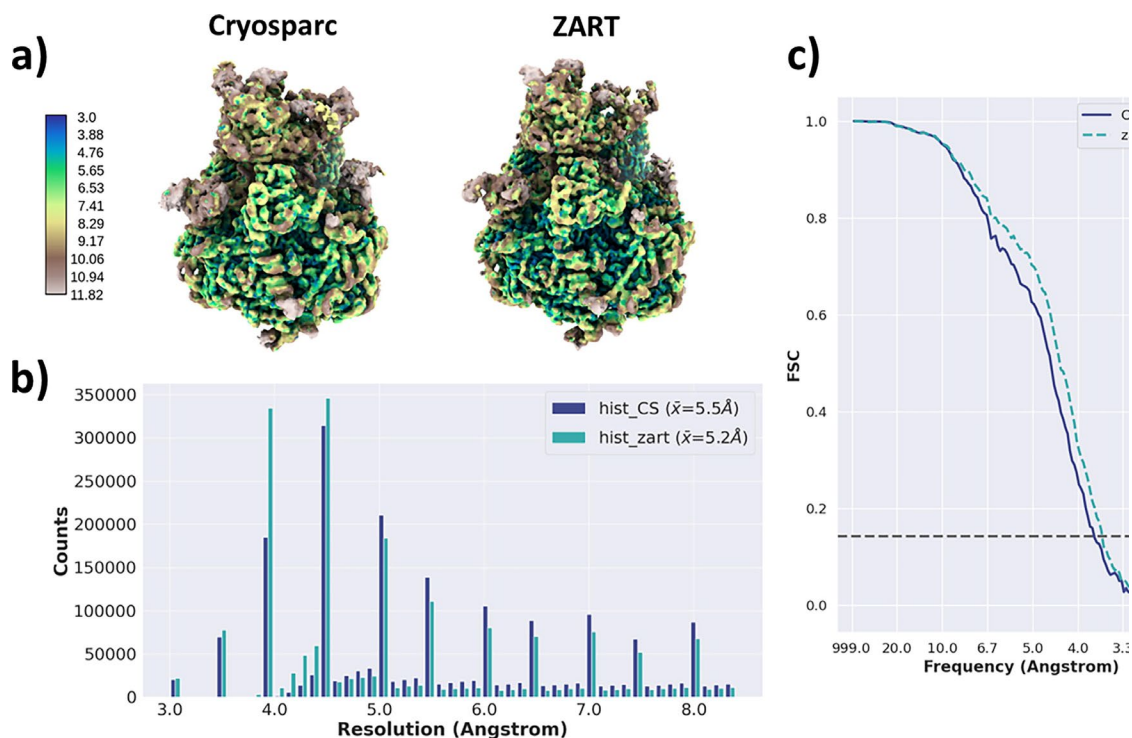 Cryosparc
ZART
a)
3.0
3.88
4.76
5.65
6.53
7.41
8.29
9.17
10.06
10.94
11.82
b)
350000
300000
250000
200000
150000
100000
50000
0
Counts
hist_CS (x̄=5.5Å)
hist_zart (x̄=5.2Å)
3.0 4.0 5.0 6.0 7.0 8.0
Resolution (Angstrom)
c)
1.0
0.8
0.6
0.4
0.2
0.0
FSC
z
999.0 20.0 10.0 6.7 5.0 4.0 3.3
Frequency (Angstrom)